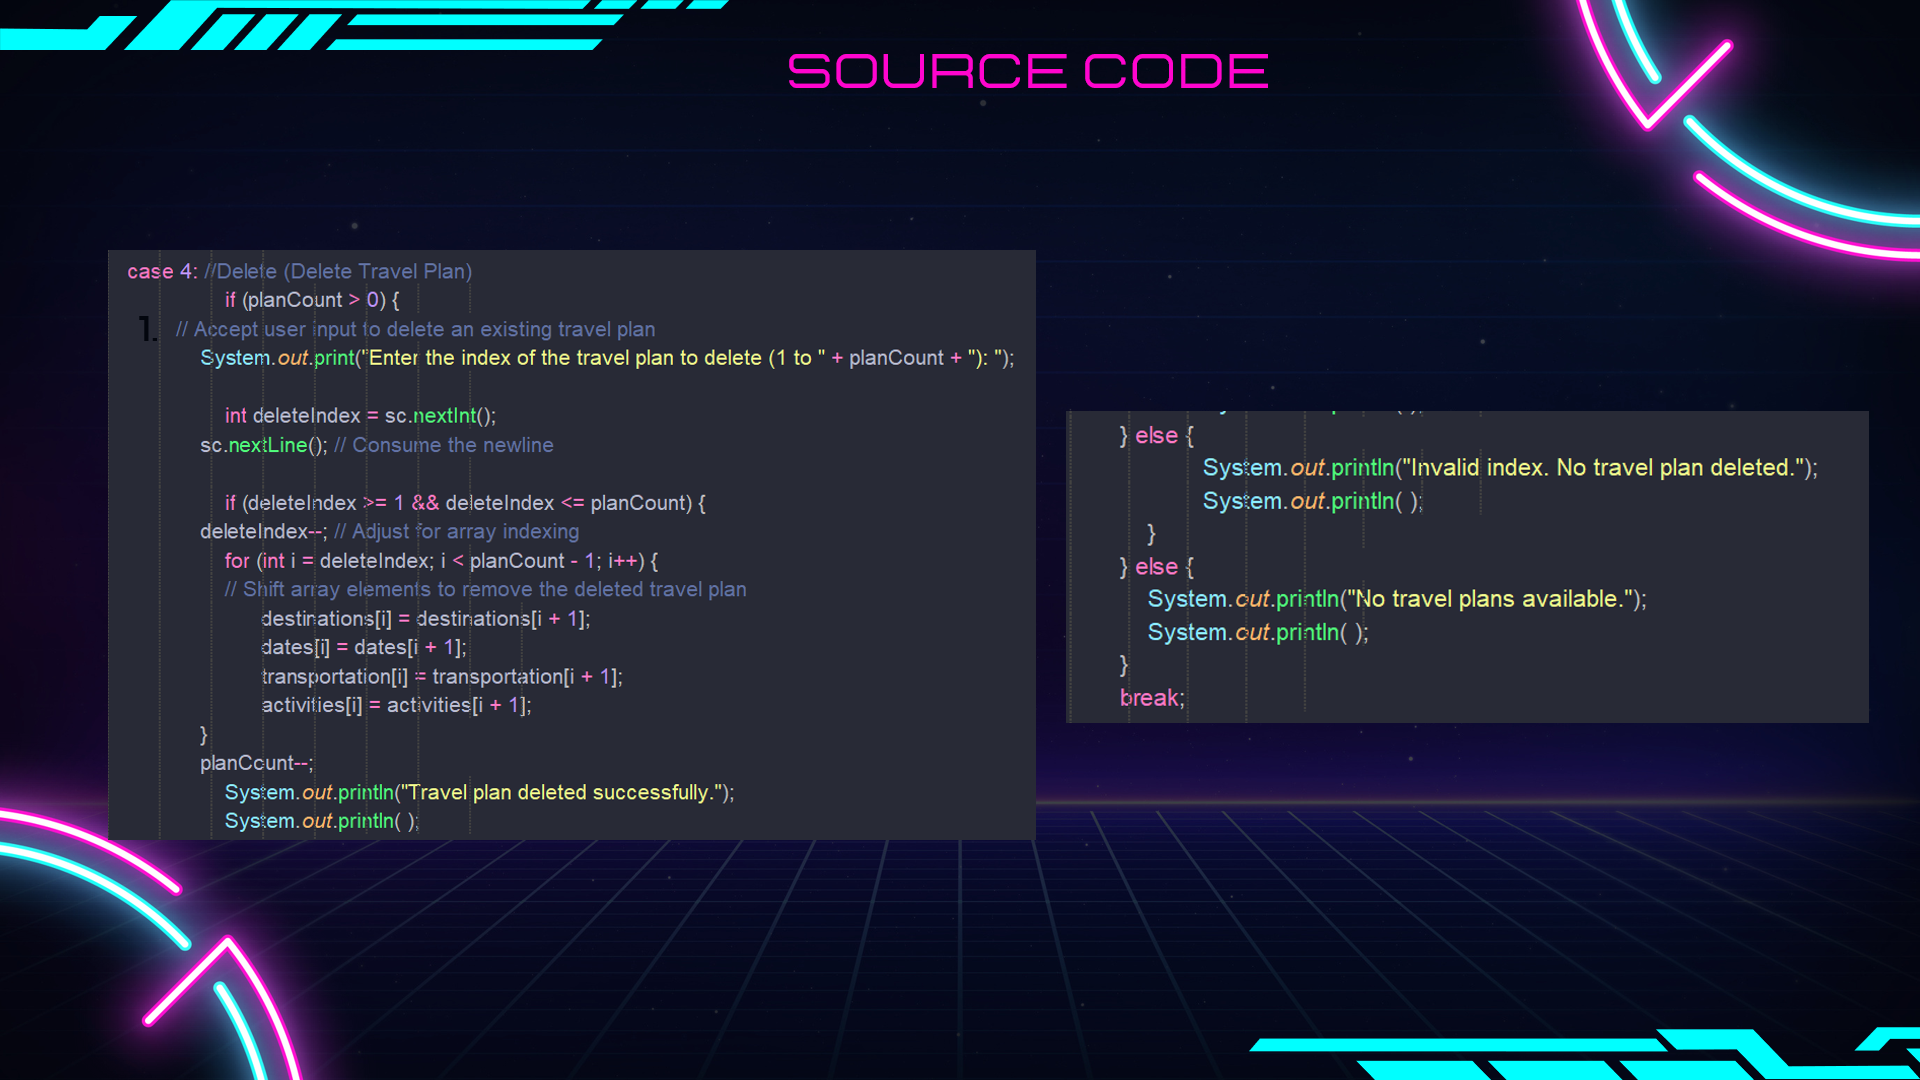 SOURCE CODE
case 4: //Delete (Delete Travel Plan)
if (planCount > 0) {
1.
// Accept user input to delete an existing travel plan
System.out.print("Enter the index of the travel plan to delete (1 to " + planCount + "): ");
int deleteIndex = sc.nextInt();
sc.nextLine(); // Consume the newline
if (deleteIndex >= 1 && deleteIndex <= planCount) {
deleteIndex--; // Adjust for array indexing
for (int i = deleteIndex; i < planCount - 1; i++) {
// Shift array elements to remove the deleted travel plan
destinations[i] = destinations[i + 1];
dates[i] = dates[i + 1];
transportation[i] = transportation[i + 1];
activities[i] = activities[i + 1];
}
planCount--;
System.out.println("Travel plan deleted successfully.");
System.out.println( );
} else {
System.out.println("Invalid index. No travel plan deleted.");
System.out.println( );
}
} else {
System.out.println("No travel plans available.");
System.out.println( );
}
break;